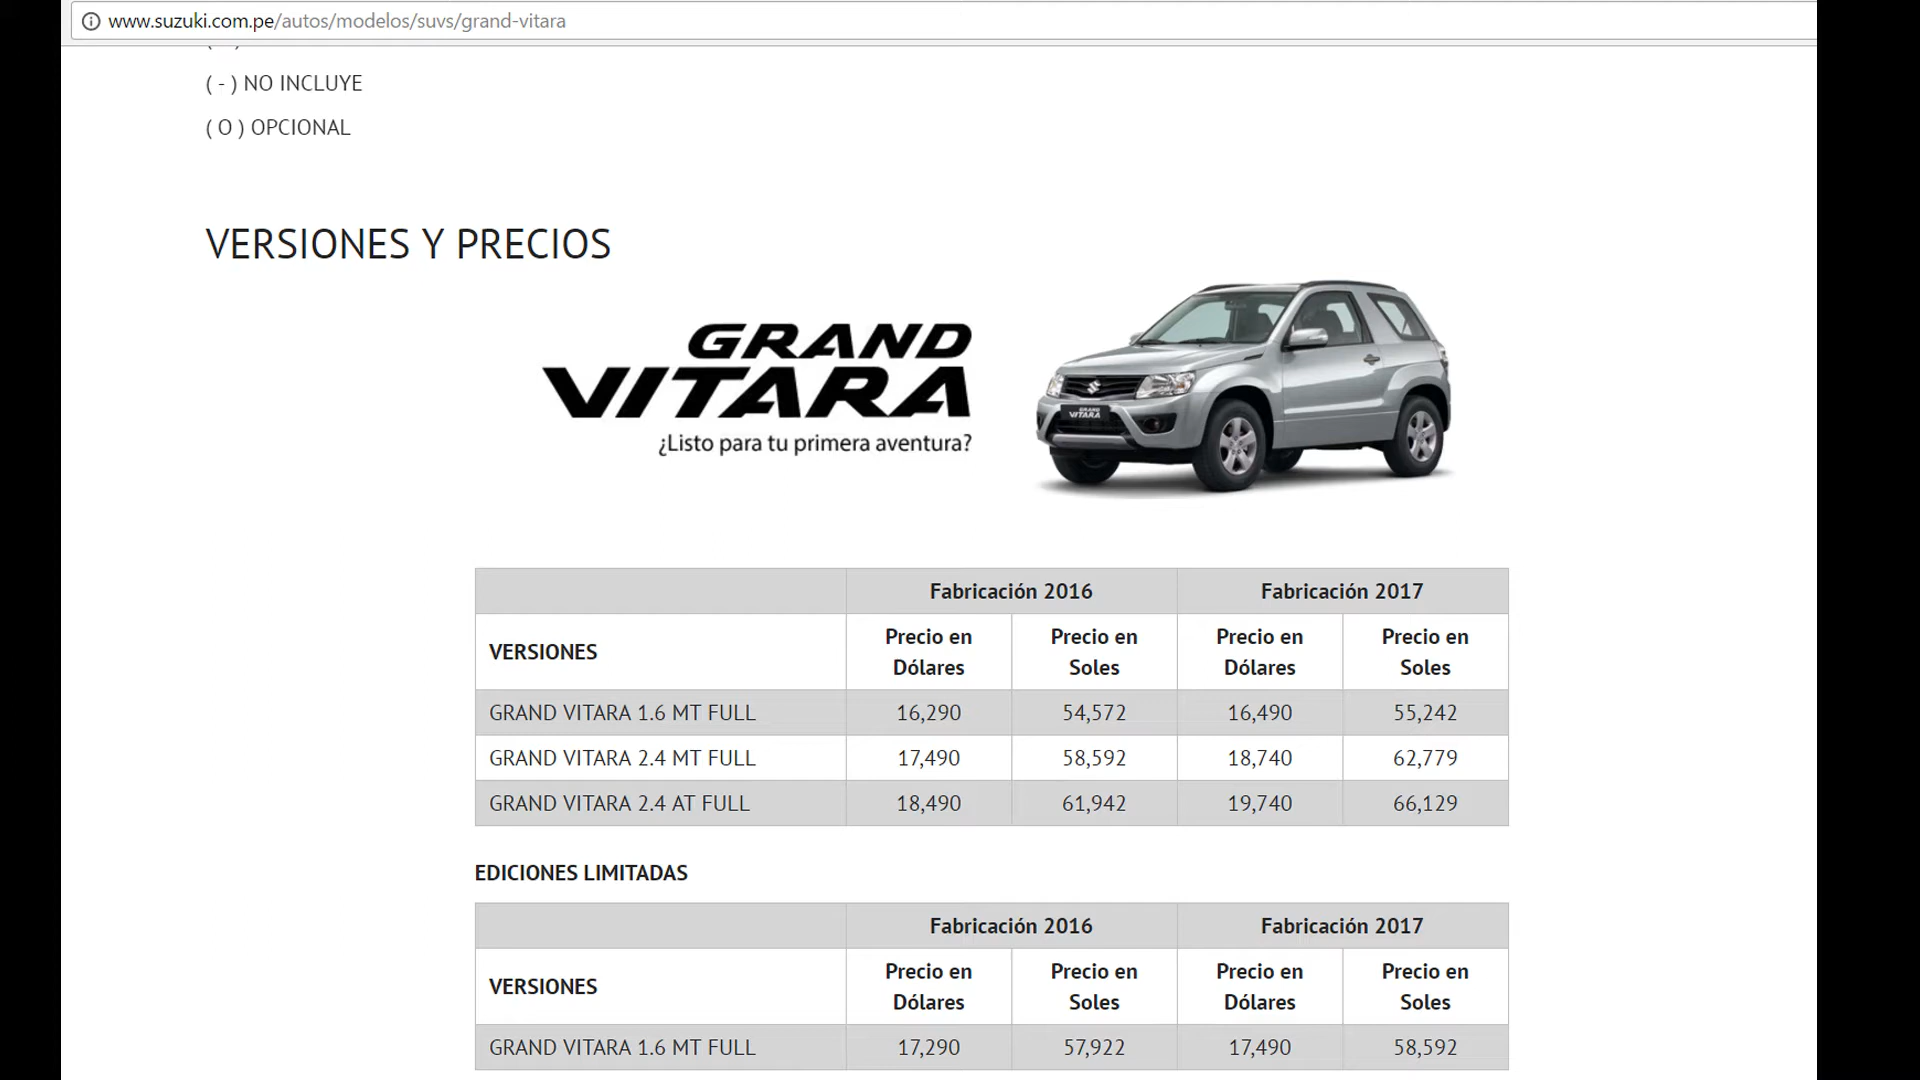 www.suzuki.com.pe/autos/modelos/suvs/grand-vitara
( - ) NO INCLUYE
( O ) OPCIONAL
VERSIONES Y PRECIOS
GRAND
VITARA
¿Listo para tu primera aventura?
GRAND
VITARA
Fabricación 2016 Fabricación 2017
VERSIONES Precio en Dólares Precio en Soles Precio en Dólares Precio en Soles
GRAND VITARA 1.6 MT FULL 16,290 54,572 16,490 55,242
GRAND VITARA 2.4 MT FULL 17,490 58,592 18,740 62,779
GRAND VITARA 2.4 AT FULL 18,490 61,942 19,740 66,129
EDICIONES LIMITADAS
Fabricación 2016 Fabricación 2017
VERSIONES Precio en Dólares Precio en Soles Precio en Dólares Precio en Soles
GRAND VITARA 1.6 MT FULL 17,290 57,922 17,490 58,592